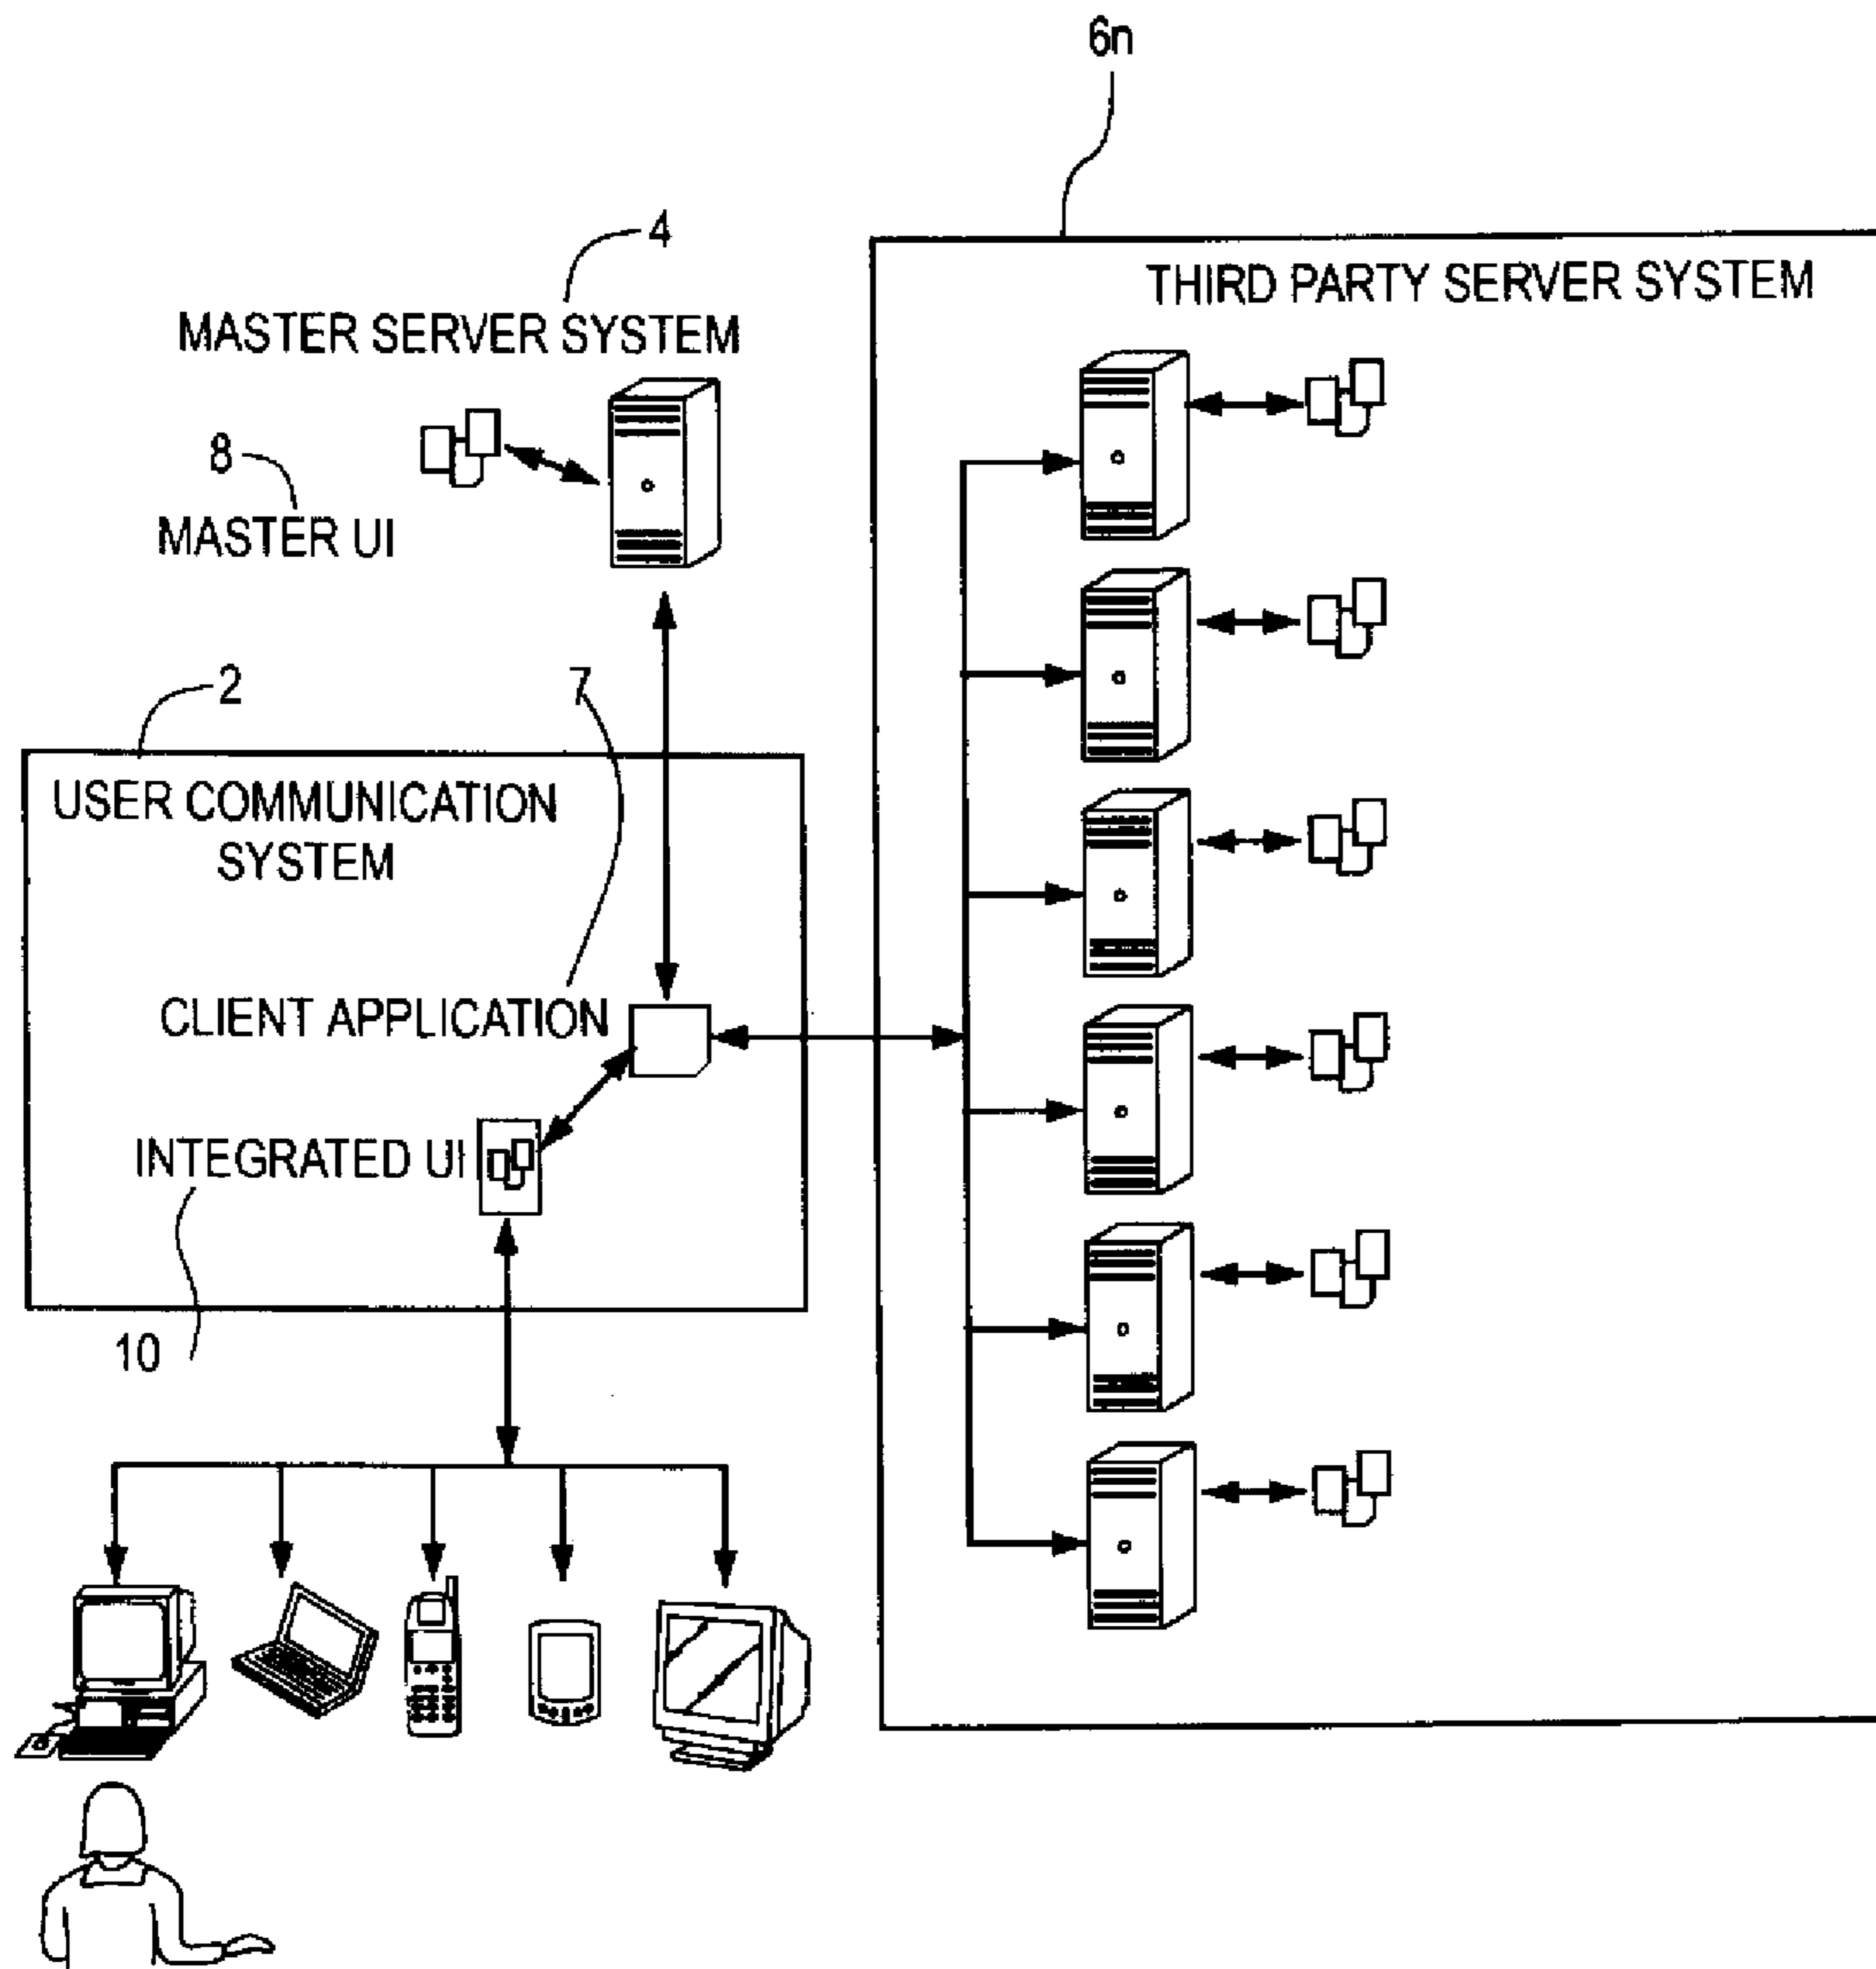 6n
4
THIRD PARTY SERVER SYSTEM
MASTER SERVER SYSTEM
8
MASTER UI
2
7
USER COMMUNICATION
SYSTEM
CLIENT APPLICATION
INTEGRATED UI
10